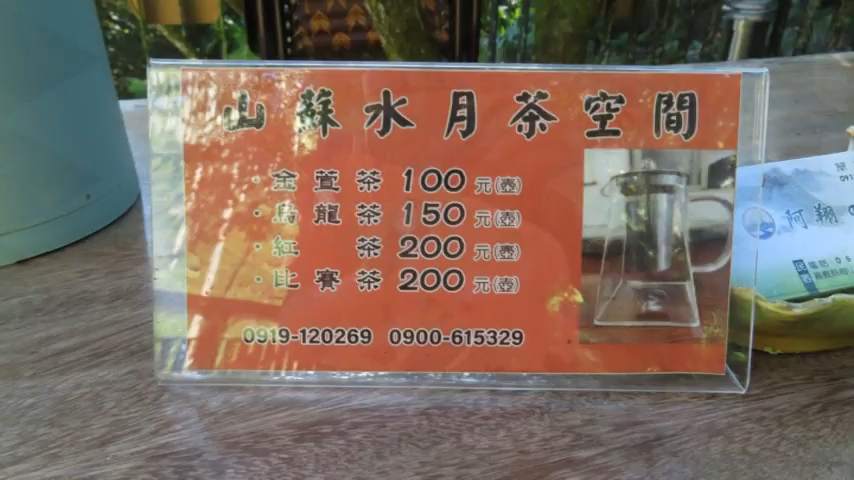 山蘇水月茶空間
·金萱茶 100元(壺)
·烏龍茶 150元(壺)
·紅 茶 200元(壺)
·比賽茶 200元(壺)
0919-120269 0900-615329
阿翔